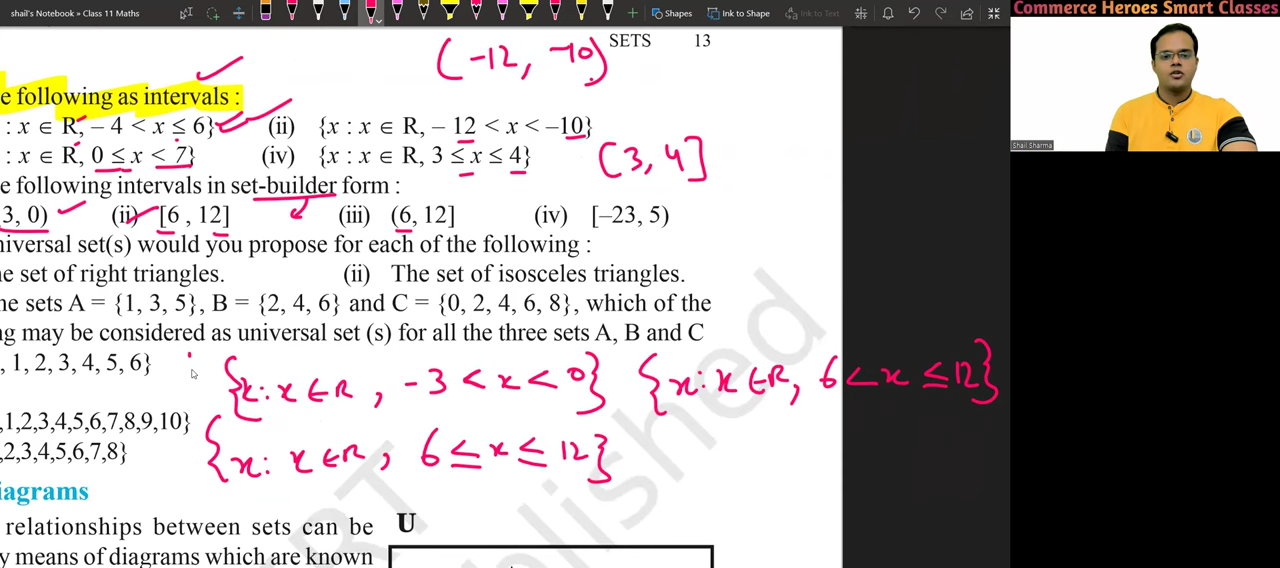 shail's Notebook » Class 11 Maths
Shapes
Ink to Shape
Ink to Text
Commerce Heroes Smart Classes
Shail Sharma
SETS 13
(-12, -10)
e following as intervals :
: x ∈ R, – 4 < x ≤ 6} (ii) {x : x ∈ R, – 12 < x < –10}
: x ∈ R, 0 ≤ x < 7} (iv) {x : x ∈ R, 3 ≤ x ≤ 4}
[3, 4]
e following intervals in set-builder form :
3, 0) (ii) [6 , 12] (iii) (6, 12] (iv) [–23, 5)
niversal set(s) would you propose for each of the following :
he set of right triangles. (ii) The set of isosceles triangles.
he sets A = {1, 3, 5}, B = {2, 4, 6} and C = {0, 2, 4, 6, 8}, which of the
ng may be considered as universal set (s) for all the three sets A, B and C
, 1, 2, 3, 4, 5, 6}
{x: x ∈ R, -3 < x < 0} {x: x ∈ R, 6 < x ≤ 12}
,1,2,3,4,5,6,7,8,9,10}
{x: x ∈ R, 6 ≤ x ≤ 12}
,2,3,4,5,6,7,8}
iagrams
relationships between sets can be
y means of diagrams which are known
U